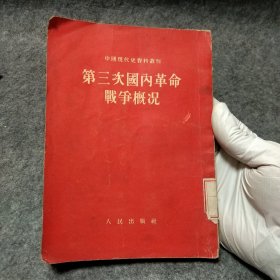 中國現代史資料叢刊
第三次國內革命
戰爭概况
人民出版社